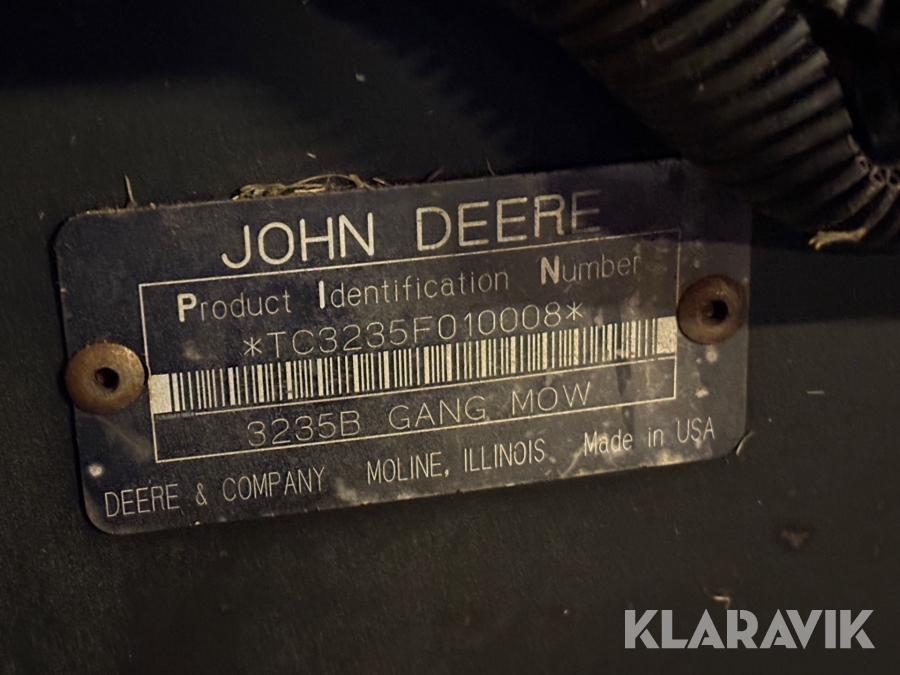 JOHN DEERE
Product Identification Number
*TC3235F010008*
3235B GANG MOW
DEERE & COMPANY MOLINE, ILLINOIS Made in USA
KLARAVIK